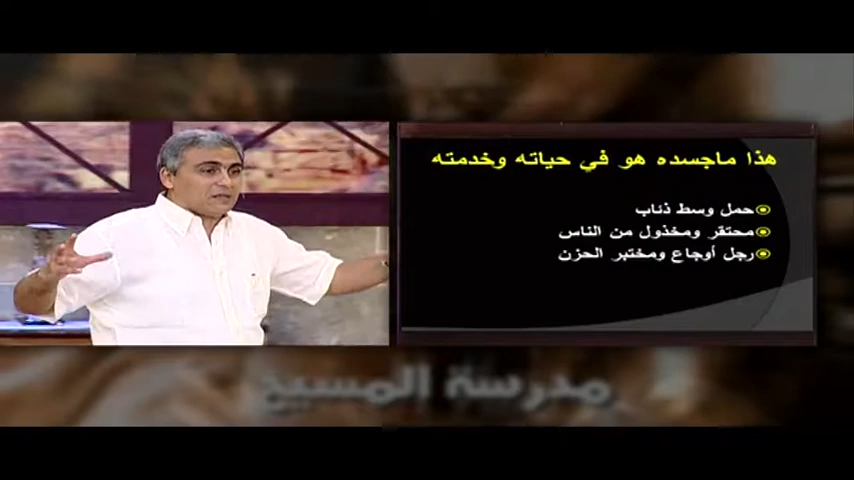 هذا ماجسده هو في حياته وخدمته
حمل وسط ذئاب
محتقر ومخذول من الناس
رجل أوجاع ومختبر الحزن
مدرسة المسيح